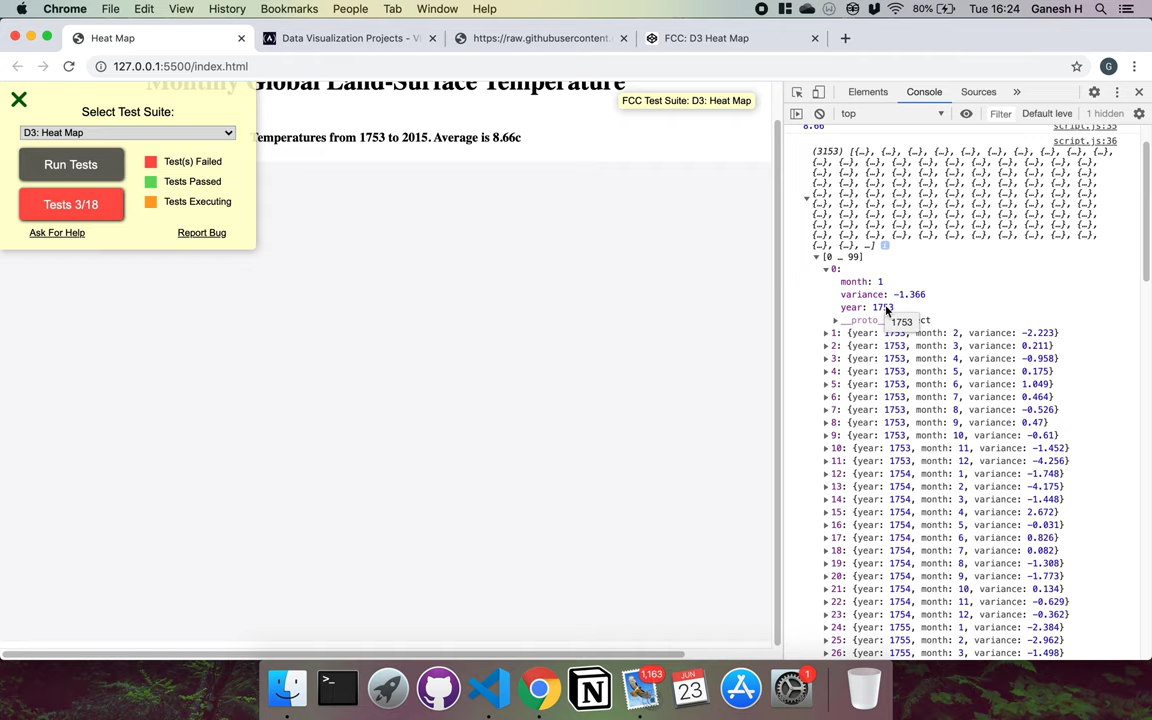 Chrome File Edit View History Bookmarks People Tab Window Help 80% Tue 16:24 Ganesh H
Heat Map Data Visualization Projects - V https://raw.githubusercontent. FCC: D3 Heat Map
127.0.0.1:5500/index.html G
Monthly Global Land-Surface Temperature
FCC Test Suite: D3: Heat Map
Temperatures from 1753 to 2015. Average is 8.66c
Select Test Suite:
D3: Heat Map
Run Tests
Tests 3/18
Test(s) Failed
Tests Passed
Tests Executing
Ask For Help Report Bug
Elements Console Sources »
top Filter Default leve 1 hidden
8.66 script.js:35
script.js:36
(3153) [{…}, {…}, {…}, {…}, {…}, {…}, {…}, {…},
{…}, {…}, {…}, {…}, {…}, {…}, {…}, {…}, {…},
{…}, {…}, {…}, {…}, {…}, {…}, {…}, {…}, {…},
{…}, {…}, {…}, {…}, {…}, {…}, {…}, {…}, {…},
{…}, {…}, {…}, {…}, {…}, {…}, {…}, {…}, {…},
{…}, {…}, {…}, {…}, {…}, {…}, {…}, {…}, {…},
{…}, {…}, {…}, {…}, {…}, {…}, {…}, {…}, {…},
{…}, {…}, {…}, {…}, {…}, {…}, {…}, {…}, {…},
{…}, {…}, {…}, {…}, {…}, {…}, {…}, {…}, {…},
{…}, {…}, …]
[0 … 99]
0:
month: 1
variance: -1.366
year: 1753
1753
1: {year: 1753, month: 2, variance: -2.223}
2: {year: 1753, month: 3, variance: 0.211}
3: {year: 1753, month: 4, variance: -0.958}
4: {year: 1753, month: 5, variance: 0.175}
5: {year: 1753, month: 6, variance: 1.049}
6: {year: 1753, month: 7, variance: 0.464}
7: {year: 1753, month: 8, variance: -0.526}
8: {year: 1753, month: 9, variance: 0.47}
9: {year: 1753, month: 10, variance: -0.61}
10: {year: 1753, month: 11, variance: -1.452}
11: {year: 1753, month: 12, variance: -4.256}
12: {year: 1754, month: 1, variance: -1.748}
13: {year: 1754, month: 2, variance: -4.175}
14: {year: 1754, month: 3, variance: -1.448}
15: {year: 1754, month: 4, variance: 2.672}
16: {year: 1754, month: 5, variance: -0.031}
17: {year: 1754, month: 6, variance: 0.826}
18: {year: 1754, month: 7, variance: 0.082}
19: {year: 1754, month: 8, variance: -1.308}
20: {year: 1754, month: 9, variance: -1.773}
21: {year: 1754, month: 10, variance: 0.134}
22: {year: 1754, month: 11, variance: -0.629}
23: {year: 1754, month: 12, variance: -0.362}
24: {year: 1755, month: 1, variance: -2.384}
25: {year: 1755, month: 2, variance: -2.962}
26: {year: 1755, month: 3, variance: -1.498}
1,163 JUN 23 1